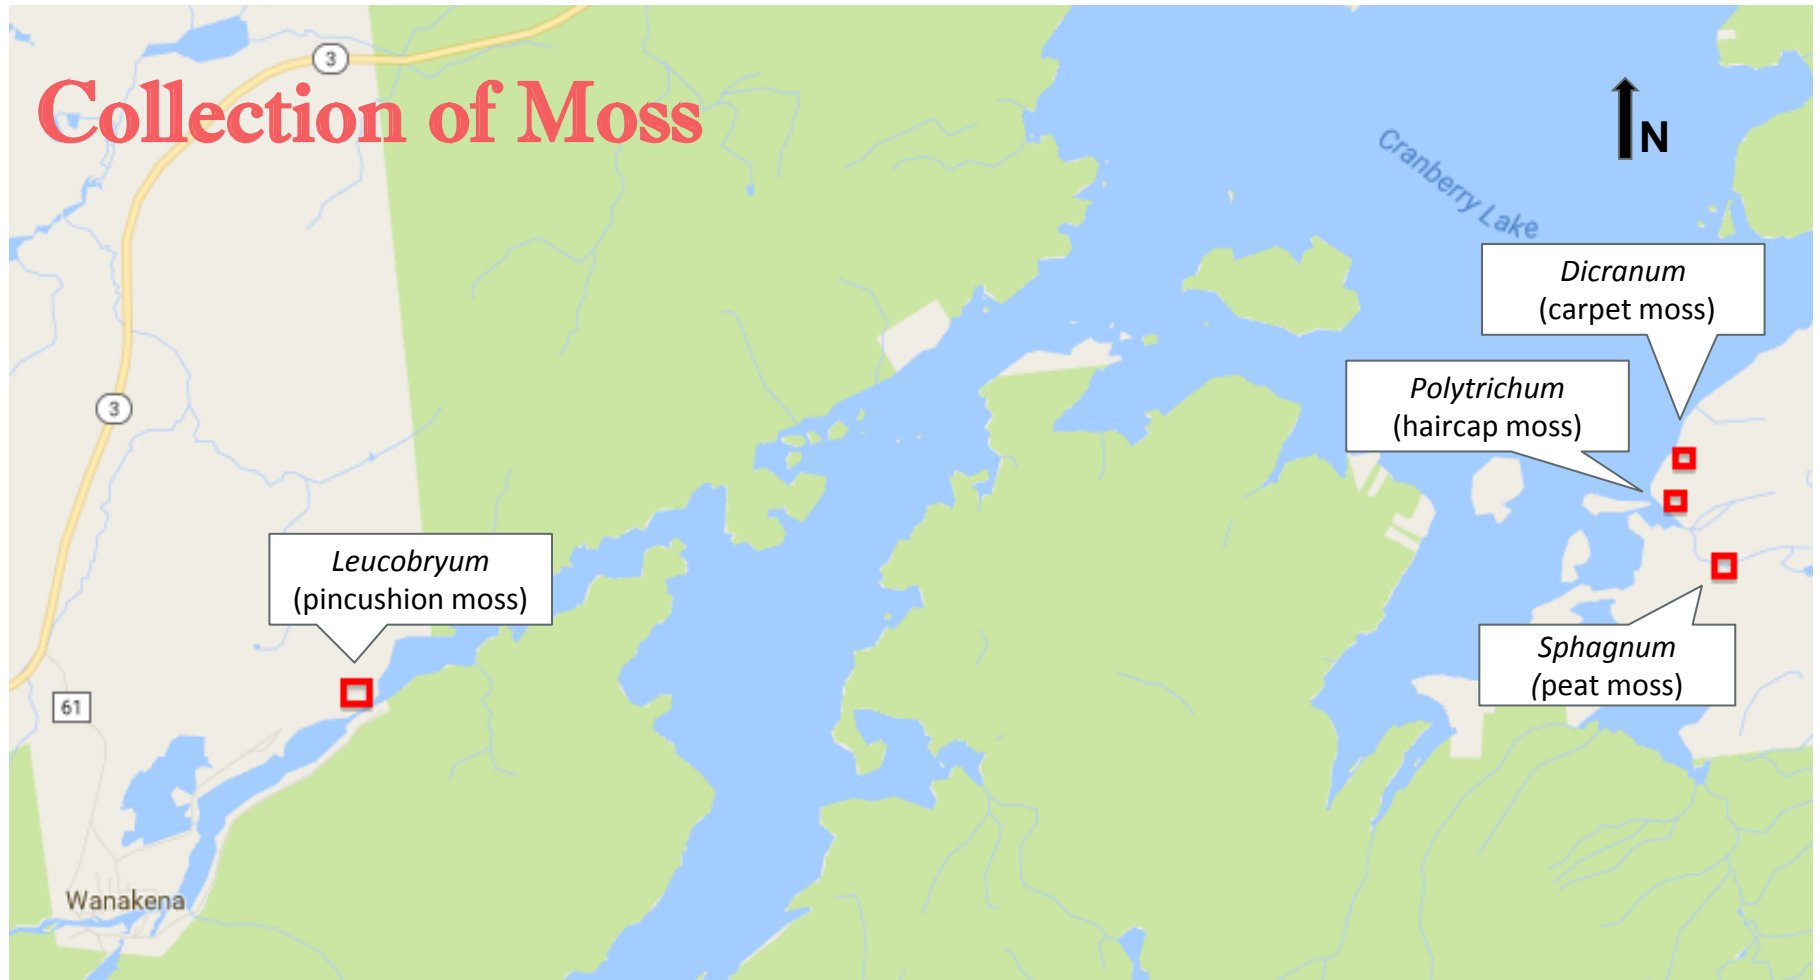 3
Collection of Moss
N
Cranberry Lake
Dicranum
(carpet moss)
Polytrichum
(haircap moss)
3
Leucobryum
(pincushion moss)
Sphagnum
(peat moss)
61
Wanakena